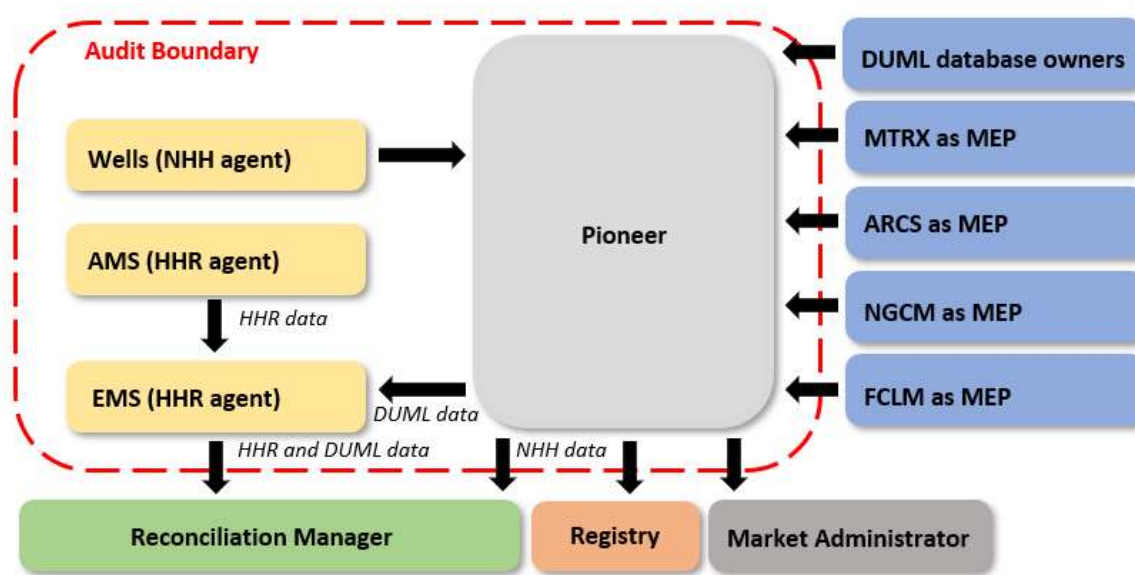 Audit Boundary
DUML database owners
Wells (NHH agent)
MTRX as MEP
AMS (HHR agent)
Pioneer
ARCS as MEP
HHR data
NGCM as MEP
EMS (HHR agent)
DUML data
FCLM as MEP
HHR and DUML data
NHH data
Reconciliation Manager
Registry
Market Administrator